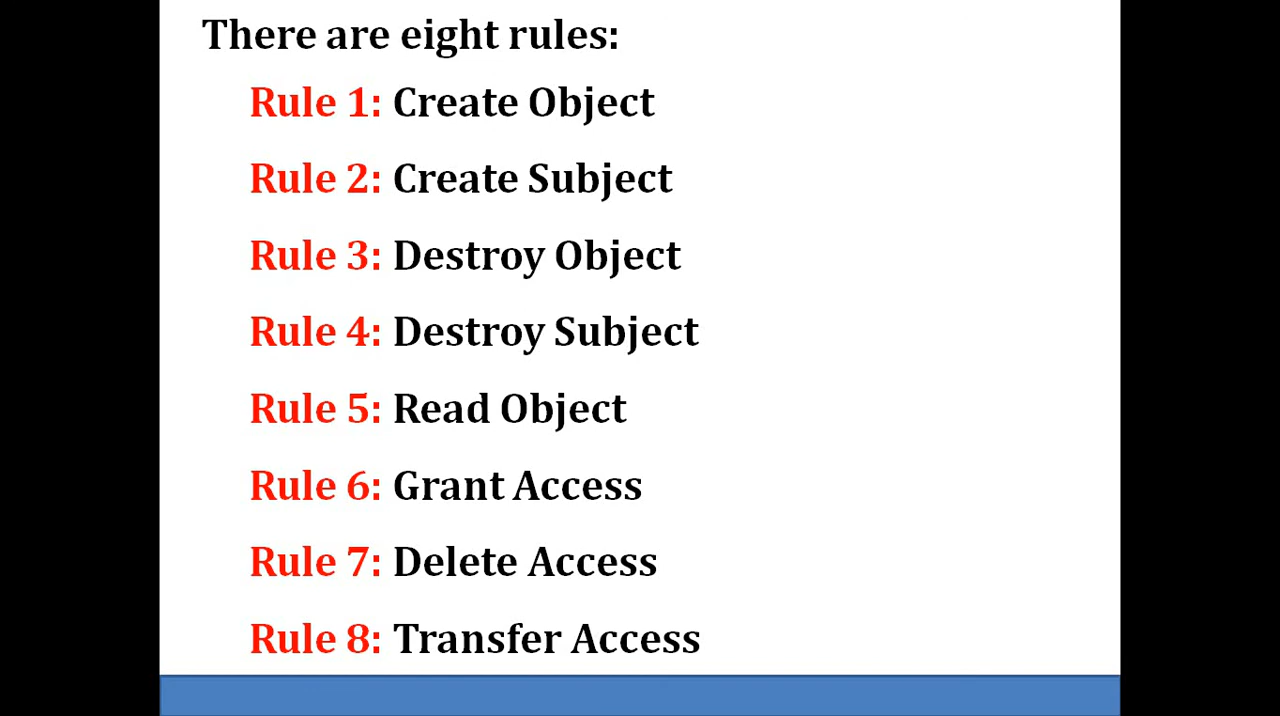 There are eight rules:
Rule 1: Create Object
Rule 2: Create Subject
Rule 3: Destroy Object
Rule 4: Destroy Subject
Rule 5: Read Object
Rule 6: Grant Access
Rule 7: Delete Access
Rule 8: Transfer Access